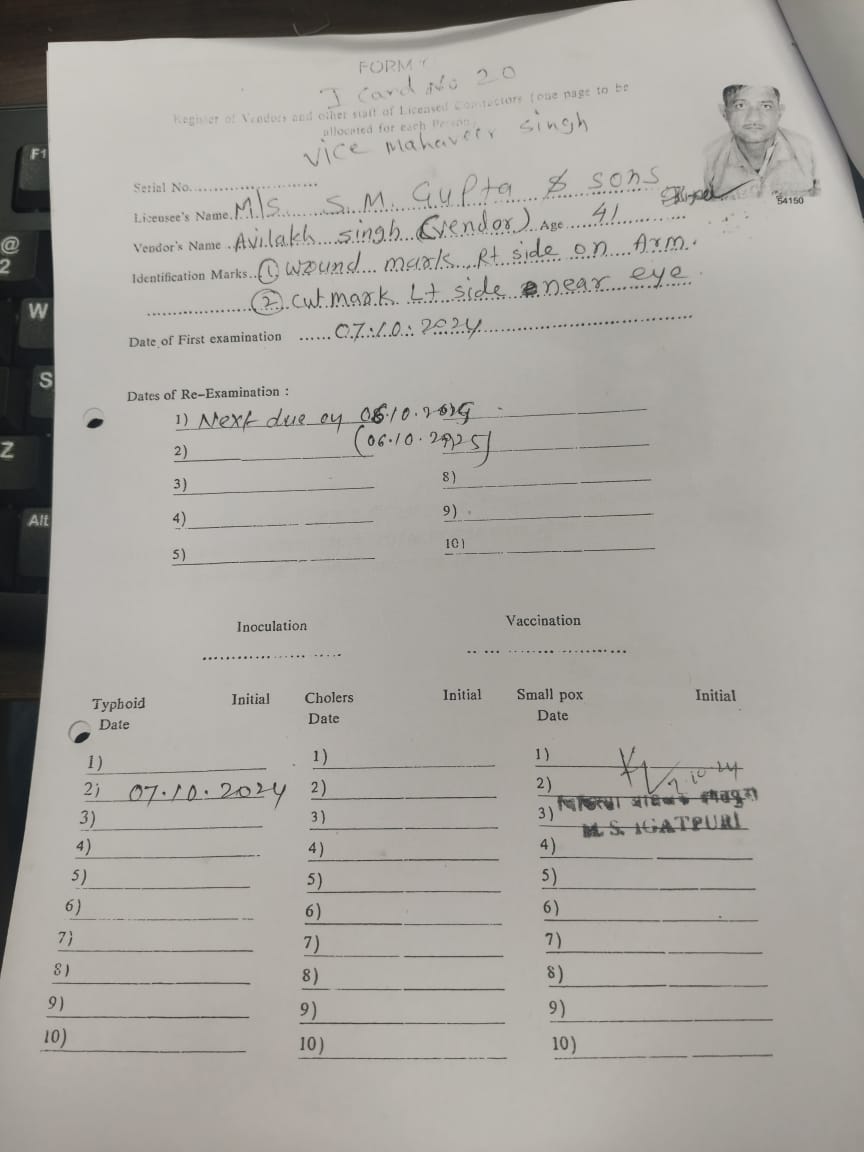 FORM
I Card No 20
Register of Vendors and other staff of Licensed Contractors (one page to be
allocated for each Person)
Vice Mahaveer Singh
Serial No.
Licensee's Name M/S. S. M. Gupta & sons
54150
Vendor's Name Avilakh singh (vendor) Age 41
Identification Marks ① wound mark Rt side on Arm.
② cut mark Lt side near eye
Date of First examination 07.10.2024
Dates of Re-Examination :
1) Next due 06.10.2025
2) (06.10.2025)
3) 8)
4) 9)
5) 10)
Inoculation Vaccination
Typhoid Initial Cholers Initial Small pox Initial
Date Date Date
1) 1) 1)
2) 07.10.2024 2) 2)
3) 3) 3)
M. S. IGATPURI
4) 4) 4)
5) 5) 5)
6) 6) 6)
7) 7) 7)
8) 8) 8)
9) 9) 9)
10) 10) 10)
F1
@
2
W
S
Z
Alt